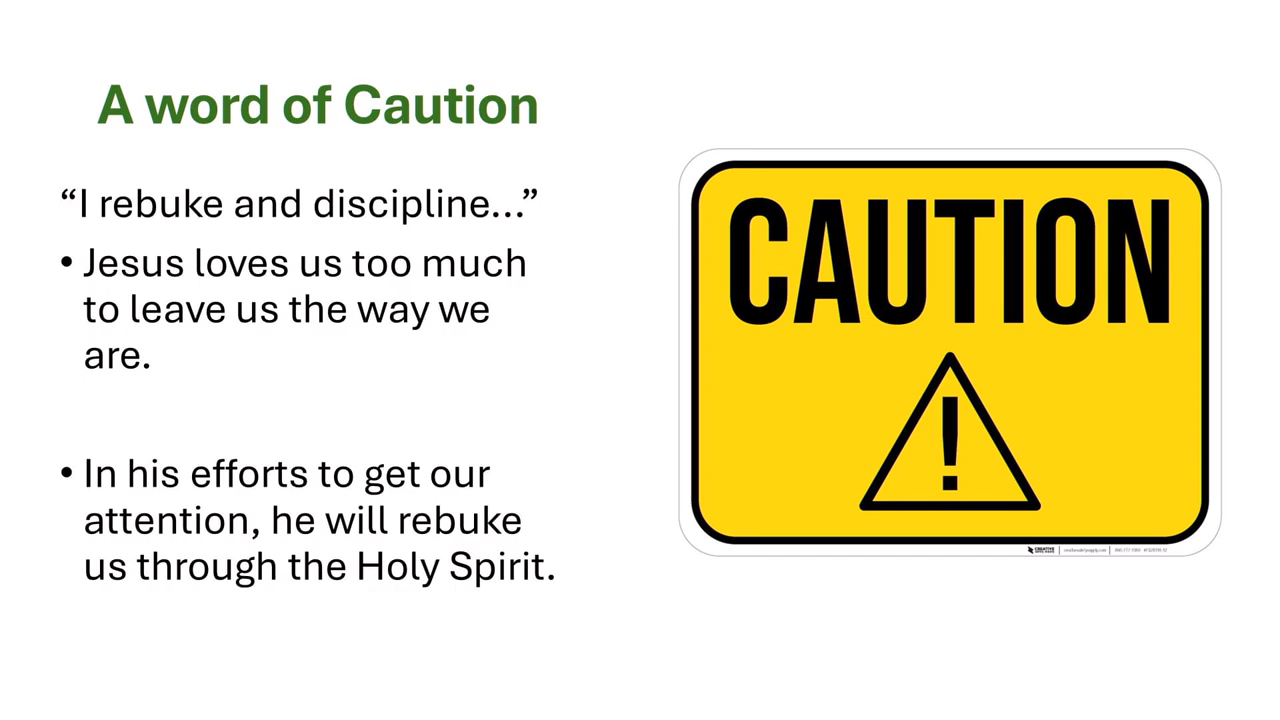 A word of Caution
“I rebuke and discipline…”
• Jesus loves us too much
to leave us the way we
are.
• In his efforts to get our
attention, he will rebuke
us through the Holy Spirit.
CAUTION
!
CREATIVE